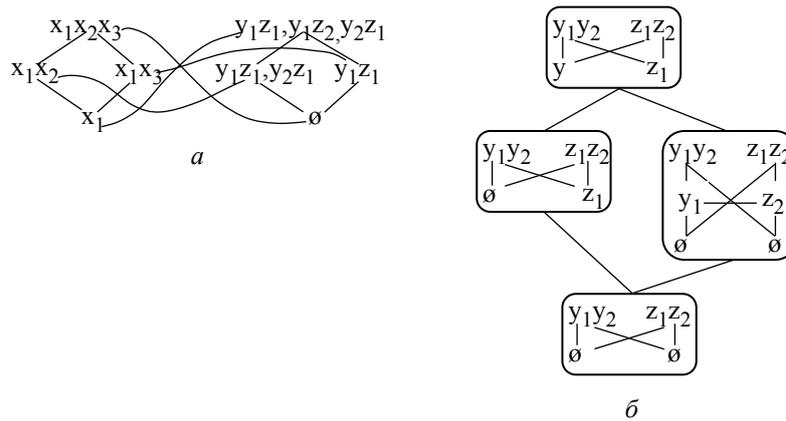 x₁x₂x₃ y₁z₁,y₁z₂,y₂z₁
x₁x₂ x₁x₃ y₁z₁,y₂z₁ y₁z₁
x₁ ø
а
y₁y₂ z₁z₂
y z₁
y₁y₂ z₁z₂
ø z₁
y₁y₂ z₁z₂
y₁ z₂
ø ø
y₁y₂ z₁z₂
ø ø
б